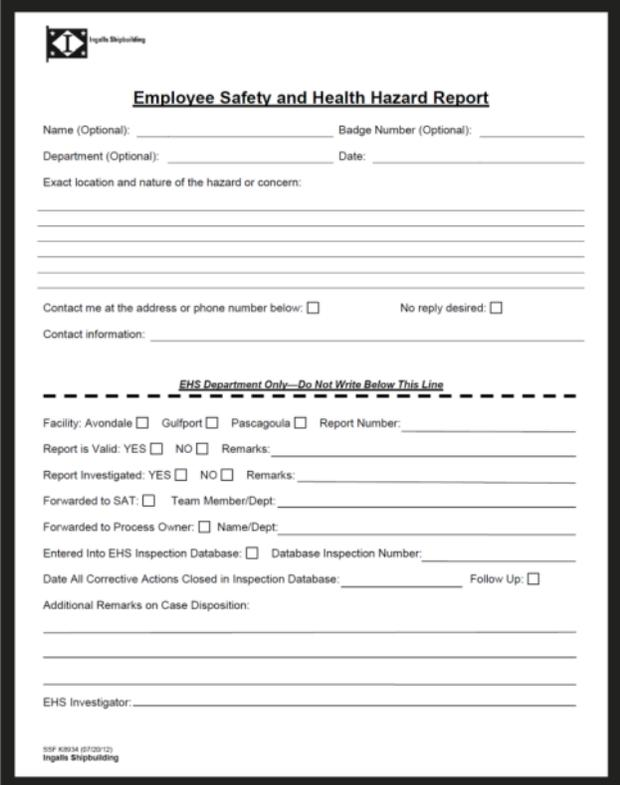 I
Ingalls Shipbuilding
Employee Safety and Health Hazard Report
Name (Optional): Badge Number (Optional):
Department (Optional): Date:
Exact location and nature of the hazard or concern:
Contact me at the address or phone number below: No reply desired:
Contact information:
EHS Department Only—Do Not Write Below This Line
Facility: Avondale Gulfport Pascagoula Report Number:
Report is Valid: YES NO Remarks:
Report Investigated: YES NO Remarks:
Forwarded to SAT: Team Member/Dept:
Forwarded to Process Owner: Name/Dept:
Entered Into EHS Inspection Database: Database Inspection Number:
Date All Corrective Actions Closed in Inspection Database: Follow Up:
Additional Remarks on Case Disposition:
EHS Investigator:
SSF K8934 (07/20/12)
Ingalls Shipbuilding